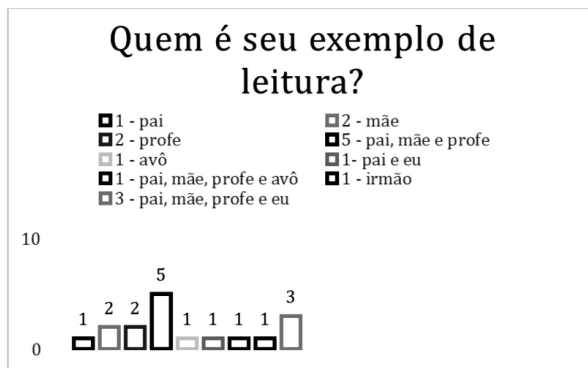 Quem é seu exemplo de
leitura?
1 - pai
2 - mãe
2 - profe
5 - pai, mãe e profe
1 - avô
1- pai e eu
1 - pai, mãe, profe e avô
1 - irmão
3 - pai, mãe, profe e eu
10
5
3
2 2
1 1 1 1 1
0